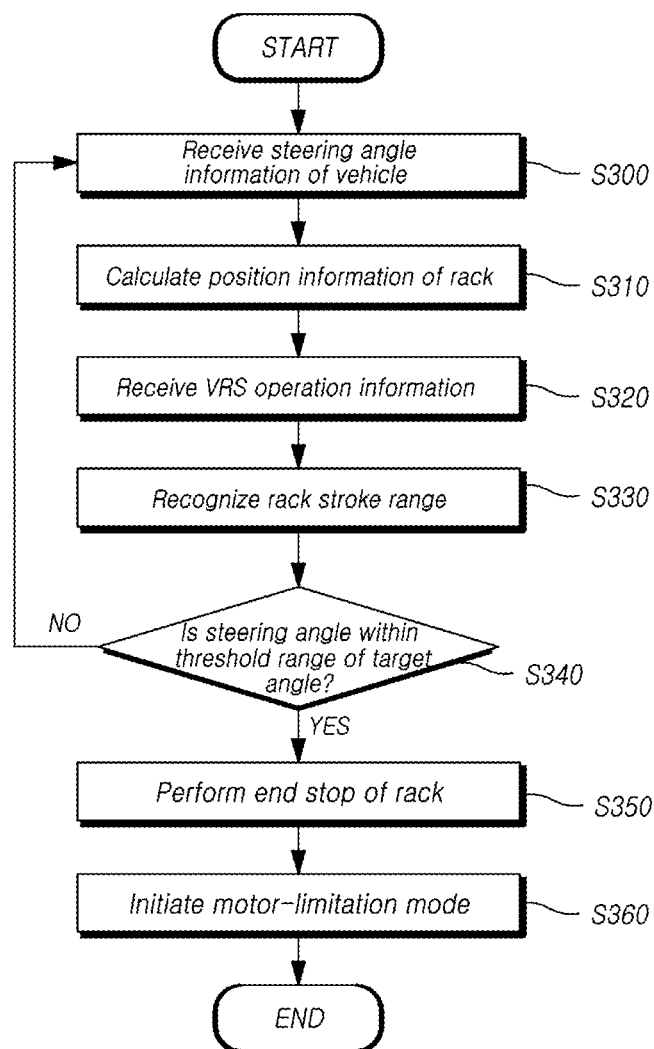 START
Receive steering angle
information of vehicle
S300
Calculate position information of rack
S310
Receive VRS operation information
S320
Recognize rack stroke range
S330
NO
Is steering angle within
threshold range of target
angle?
S340
YES
Perform end stop of rack
S350
Initiate motor-limitation mode
S360
END